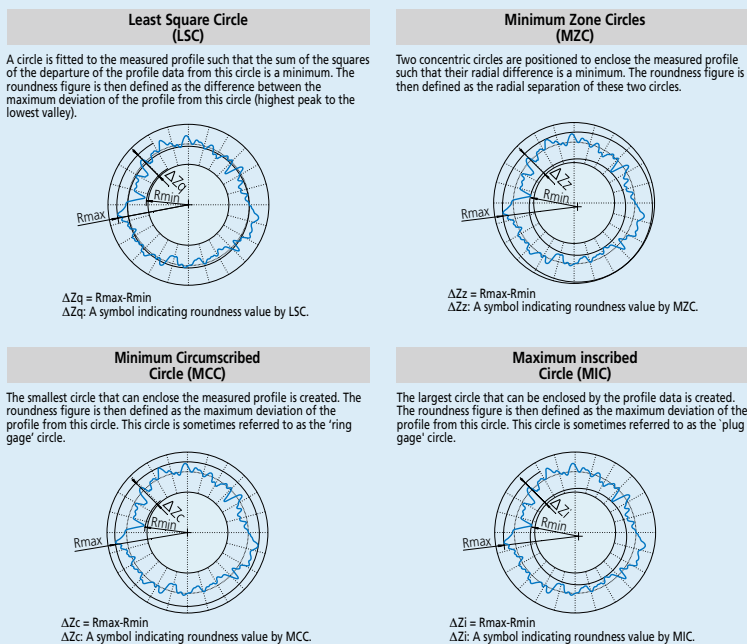 Least Square Circle
(LSC)
A circle is fitted to the measured profile such that the sum of the squares
of the departure of the profile data from this circle is a minimum. The
roundness figure is then defined as the difference between the
maximum deviation of the profile from this circle (highest peak to the
lowest valley).
ΔZq
Rmin
Rmax
ΔZq = Rmax-Rmin
ΔZq: A symbol indicating roundness value by LSC.
Minimum Zone Circles
(MZC)
Two concentric circles are positioned to enclose the measured profile
such that their radial difference is a minimum. The roundness figure is
then defined as the radial separation of these two circles.
ΔZz
Rmin
Rmax
ΔZz = Rmax-Rmin
ΔZz: A symbol indicating roundness value by MZC.
Minimum Circumscribed
Circle (MCC)
The smallest circle that can enclose the measured profile is created. The
roundness figure is then defined as the maximum deviation of the
profile from this circle. This circle is sometimes referred to as the ‘ring
gage’ circle.
ΔZc
Rmin
Rmax
ΔZc = Rmax-Rmin
ΔZc: A symbol indicating roundness value by MCC.
Maximum inscribed
Circle (MIC)
The largest circle that can be enclosed by the profile data is created.
The roundness figure is then defined as the maximum deviation of the
profile from this circle. This circle is sometimes referred to as the `plug
gage' circle.
ΔZi
Rmin
Rmax
ΔZi = Rmax-Rmin
ΔZi: A symbol indicating roundness value by MIC.